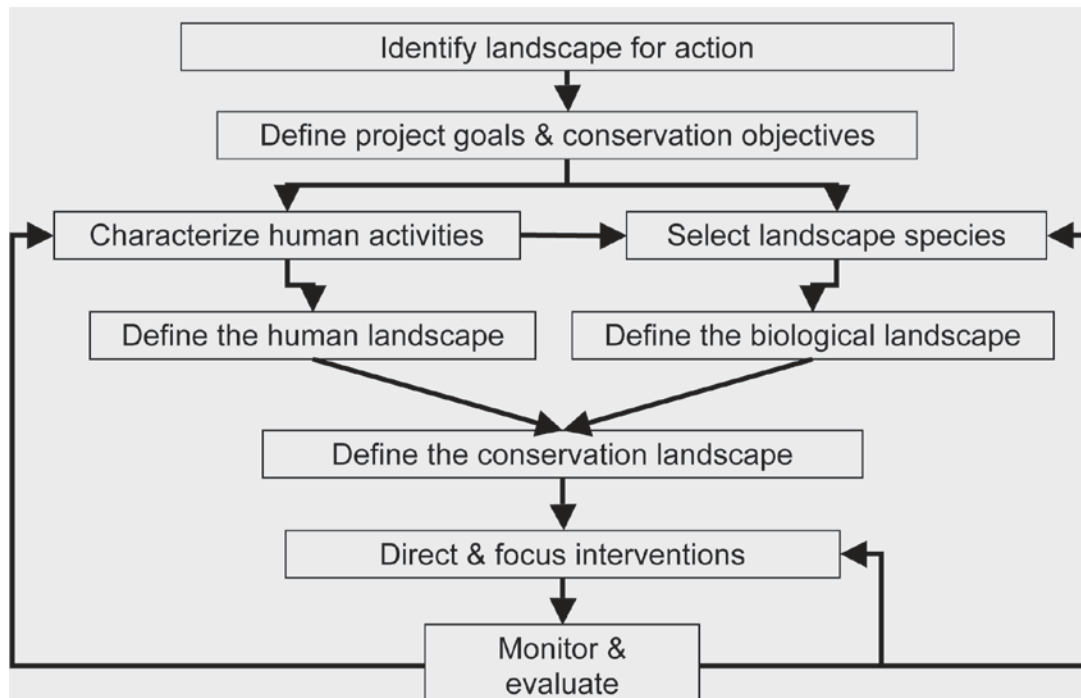 Identify landscape for action
Define project goals & conservation objectives
Characterize human activities
Select landscape species
Define the human landscape
Define the biological landscape
Define the conservation landscape
Direct & focus interventions
Monitor &
evaluate